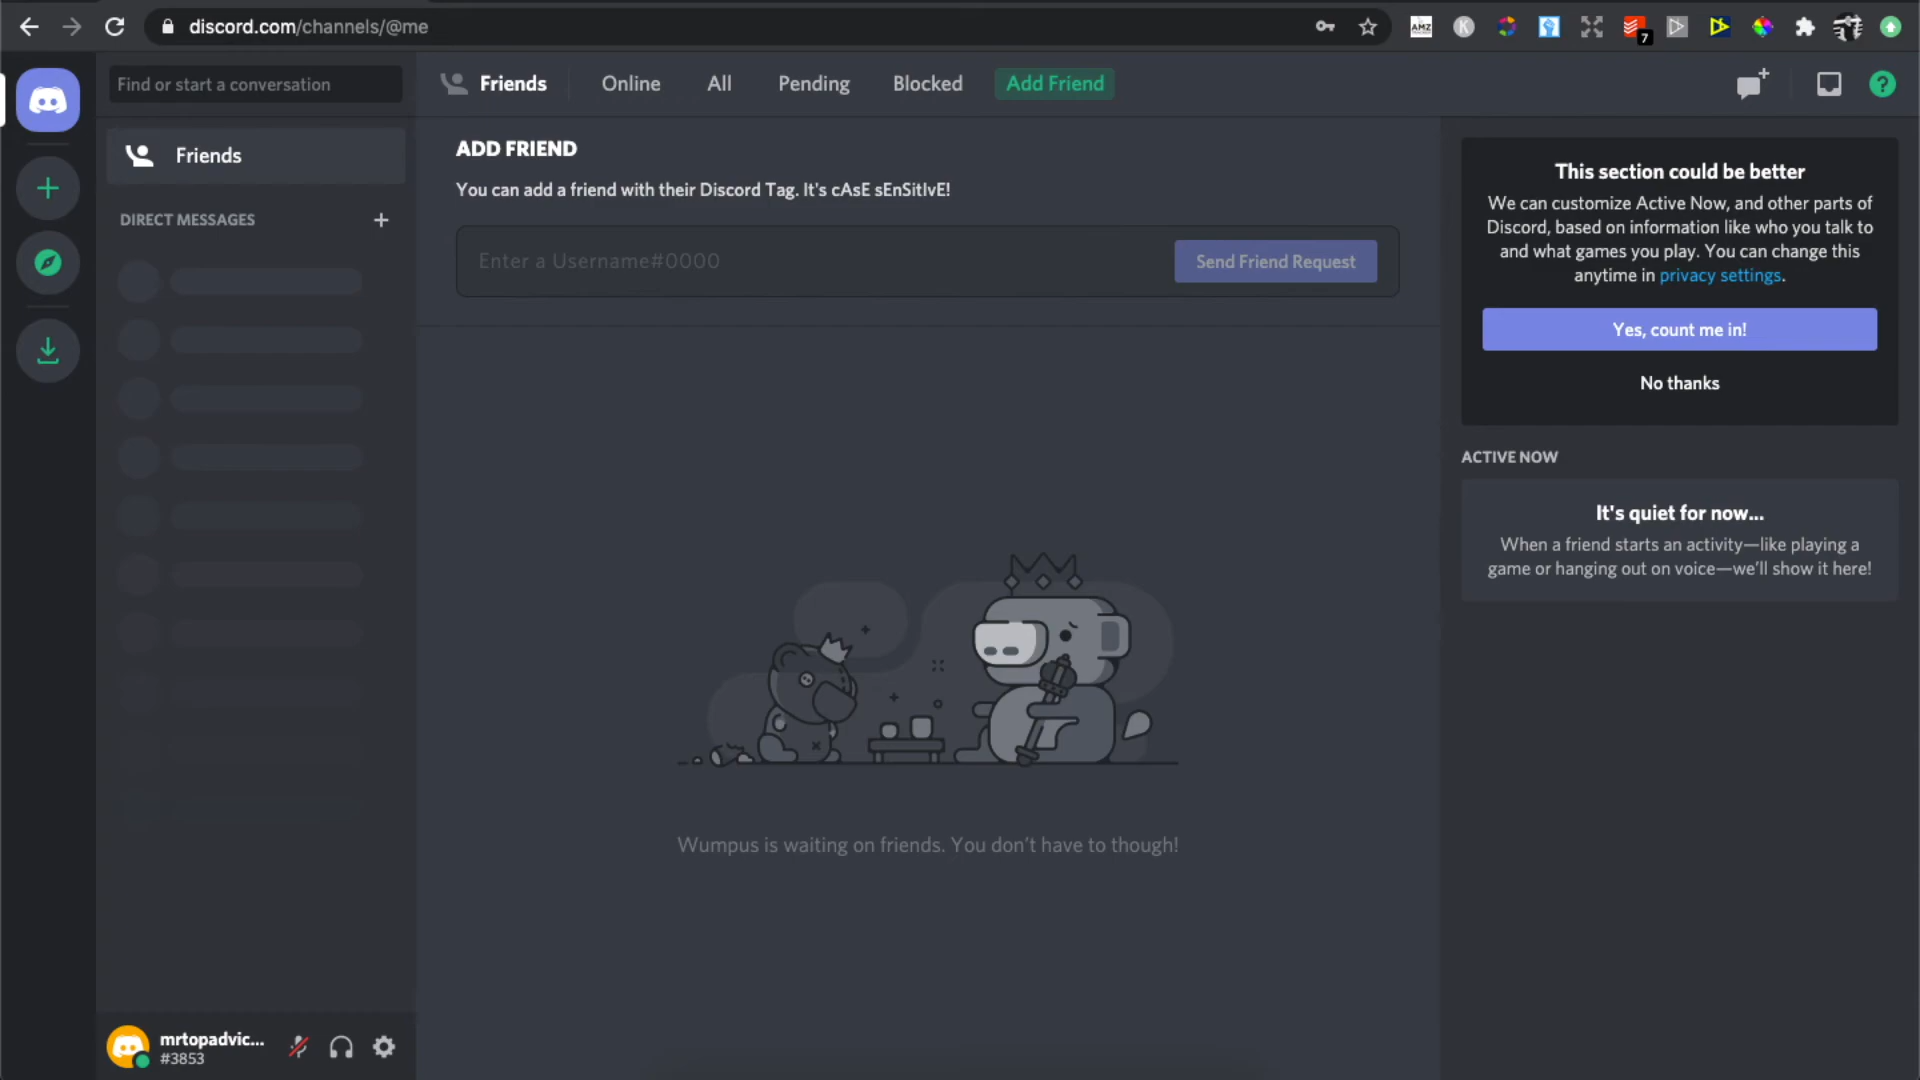 discord.com/channels/@me
AMZ
K
7
Find or start a conversation
Friends
Online
All
Pending
Blocked
Add Friend
?
Friends
DIRECT MESSAGES
ADD FRIEND
You can add a friend with their Discord Tag. It's cAsE sEnSitIvE!
Enter a Username#0000
Send Friend Request
This section could be better
We can customize Active Now, and other parts of
Discord, based on information like who you talk to
and what games you play. You can change this
anytime in privacy settings.
Yes, count me in!
No thanks
ACTIVE NOW
It's quiet for now...
When a friend starts an activity—like playing a
game or hanging out on voice—we'll show it here!
Wumpus is waiting on friends. You don't have to though!
mrtopadvic...
#3853